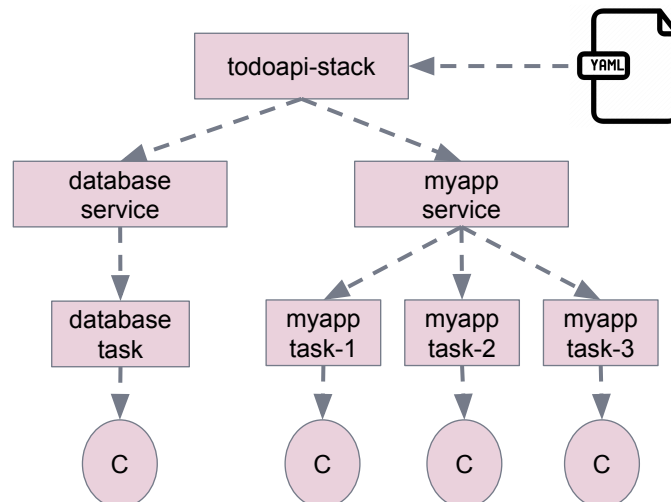 todoapi-stack
YAML
database
service
myapp
service
database
task
myapp
task-1
myapp
task-2
myapp
task-3
C
C
C
C